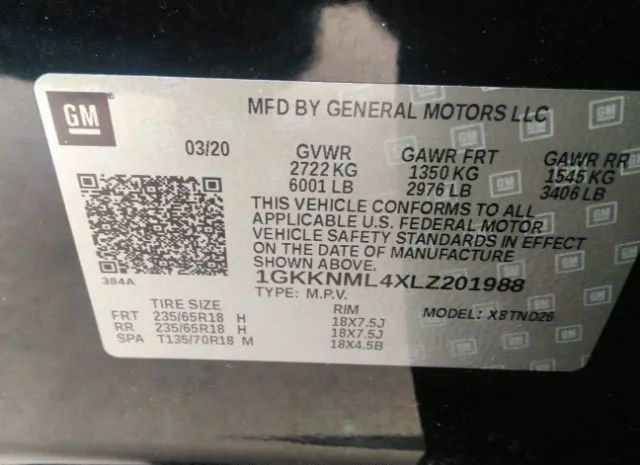 GM
MFD BY GENERAL MOTORS LLC
03/20 GVWR GAWR FRT GAWR RR
2722 KG 1350 KG 1545 KG
6001 LB 2976 LB 3406 LB
THIS VEHICLE CONFORMS TO ALL
APPLICABLE U.S. FEDERAL MOTOR
VEHICLE SAFETY STANDARDS IN EFFECT
ON THE DATE OF MANUFACTURE
SHOWN ABOVE.
384A
1GKKNML4XLZ201988
TYPE: M.P.V.
MODEL: X8TND26
TIRE SIZE RIM
FRT 235/65R18 H 18X7.5J
RR 235/65R18 H 18X7.5J
SPA T135/70R18 M 18X4.5B